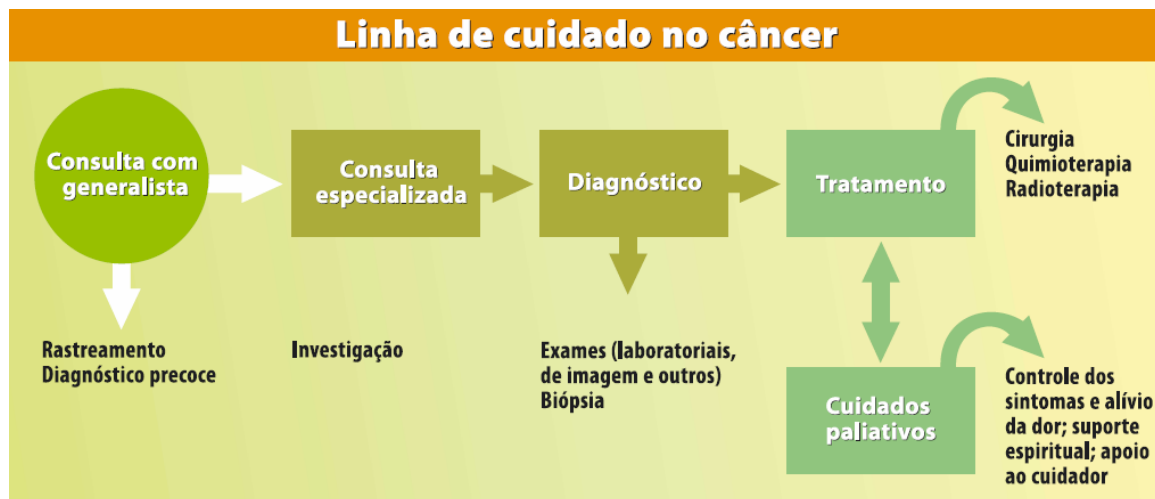 Linha de cuidado no câncer
Consulta com
generalista
Consulta
especializada
Diagnóstico
Tratamento
Cirurgia
Quimioterapia
Radioterapia
Rastreamento
Diagnóstico precoce
Investigação
Exames (laboratoriais,
de imagem e outros)
Biópsia
Cuidados
paliativos
Controle dos
sintomas e alívio
da dor; suporte
espiritual; apoio
ao cuidador